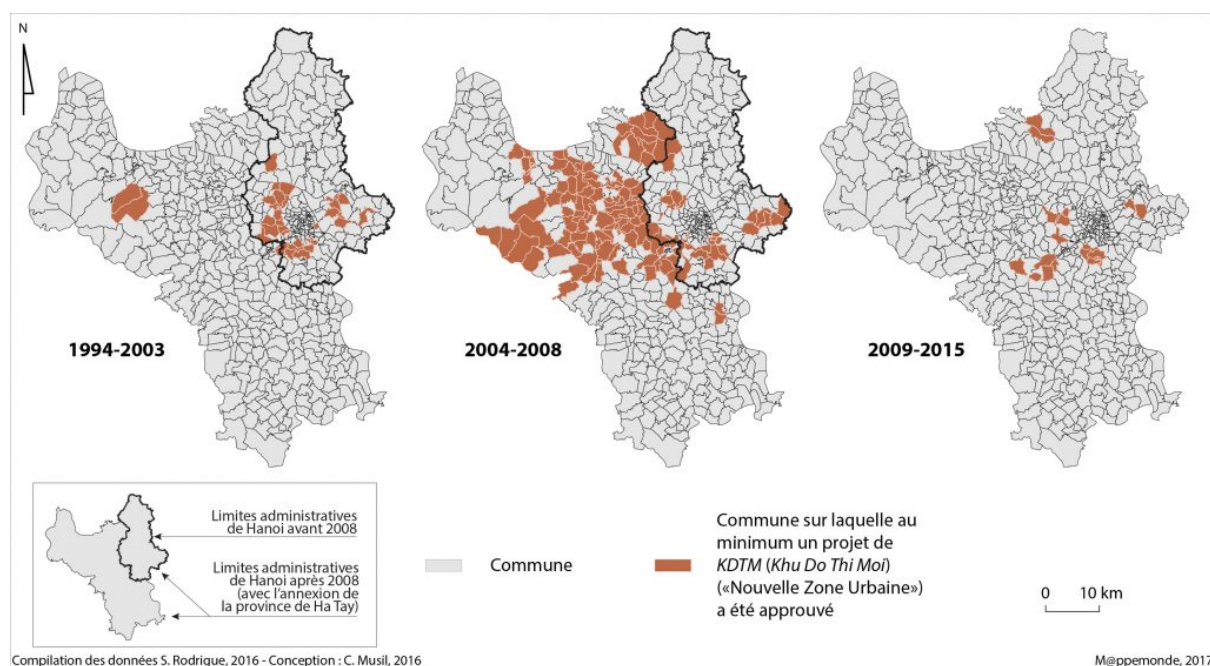 N
1994-2003
2004-2008
2009-2015
Limites administratives
de Hanoi avant 2008
Limites administratives
de Hanoi après 2008
(avec l'annexion de
la province de Ha Tay)
Commune
Commune sur laquelle au
minimum un projet de
KDTM (Khu Do Thi Moi)
(«Nouvelle Zone Urbaine»)
a été approuvé
0 10 km
Compilation des données S. Rodrigue, 2016 - Conception : C. Musil, 2016
M@ppemonde, 2017